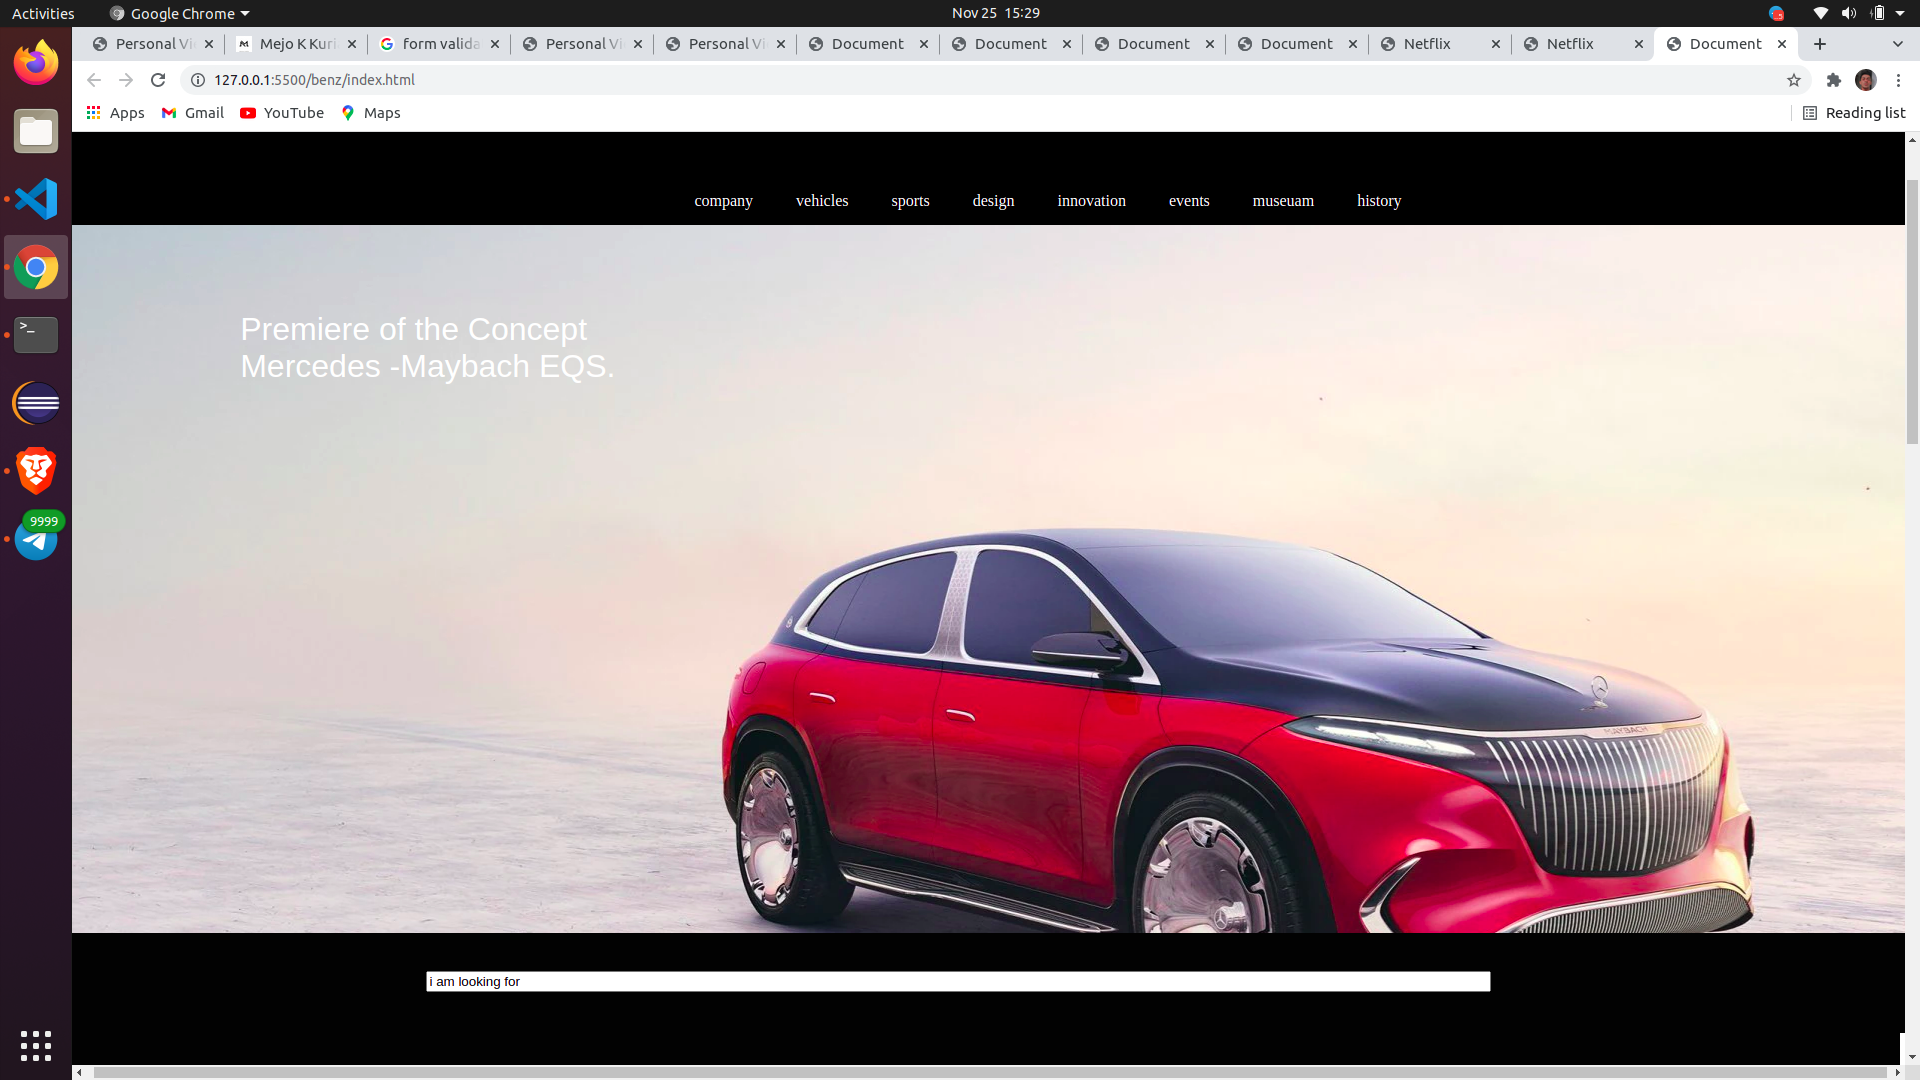 Activities
Google Chrome
Nov 25 15:29
Personal Vi
Mejo K Kuri
form valida
Personal Vi
Personal Vi
Document
Document
Document
Document
Netflix
Netflix
Document
127.0.0.1:5500/benz/index.html
Apps
Gmail
YouTube
Maps
Reading list
company
vehicles
sports
design
innovation
events
museuam
history
Premiere of the Concept
Mercedes -Maybach EQS.
9999
MAYBACH
i am looking for